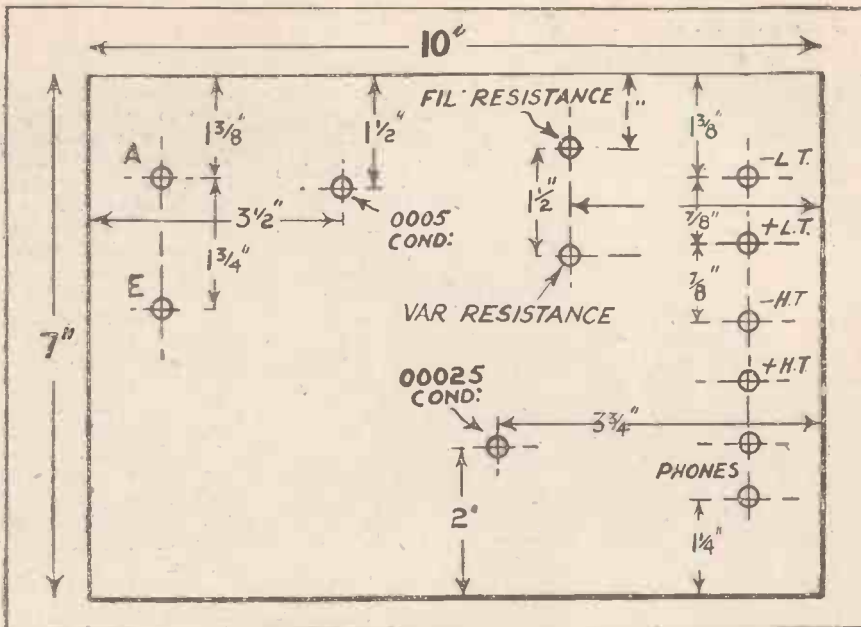 10"
FIL. RESISTANCE
1"
1 3/8"
1 1/2"
1 3/8"
A
-L.T.
3 1/2"
0005
COND:
1 1/2"
7/8"
+L.T.
1 3/4"
7/8"
E
VAR RESISTANCE
-H.T
7"
00025
COND:
+H.T.
3 3/4"
PHONES
2"
1 1/4"